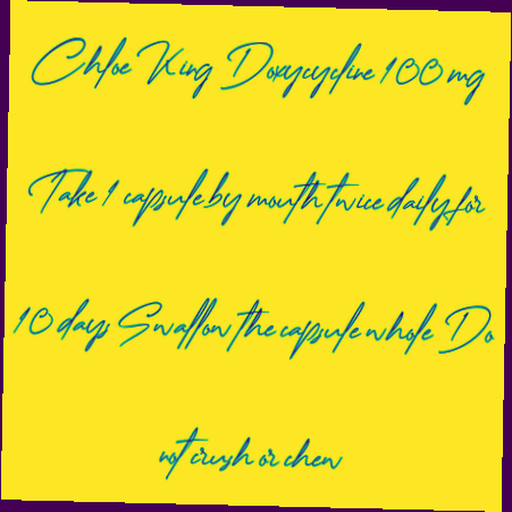 Chloe King Doxycycline 100 mg
Take 1 capsule by mouth twice daily for
10 days Swallow the capsule whole Do
not crush or chew